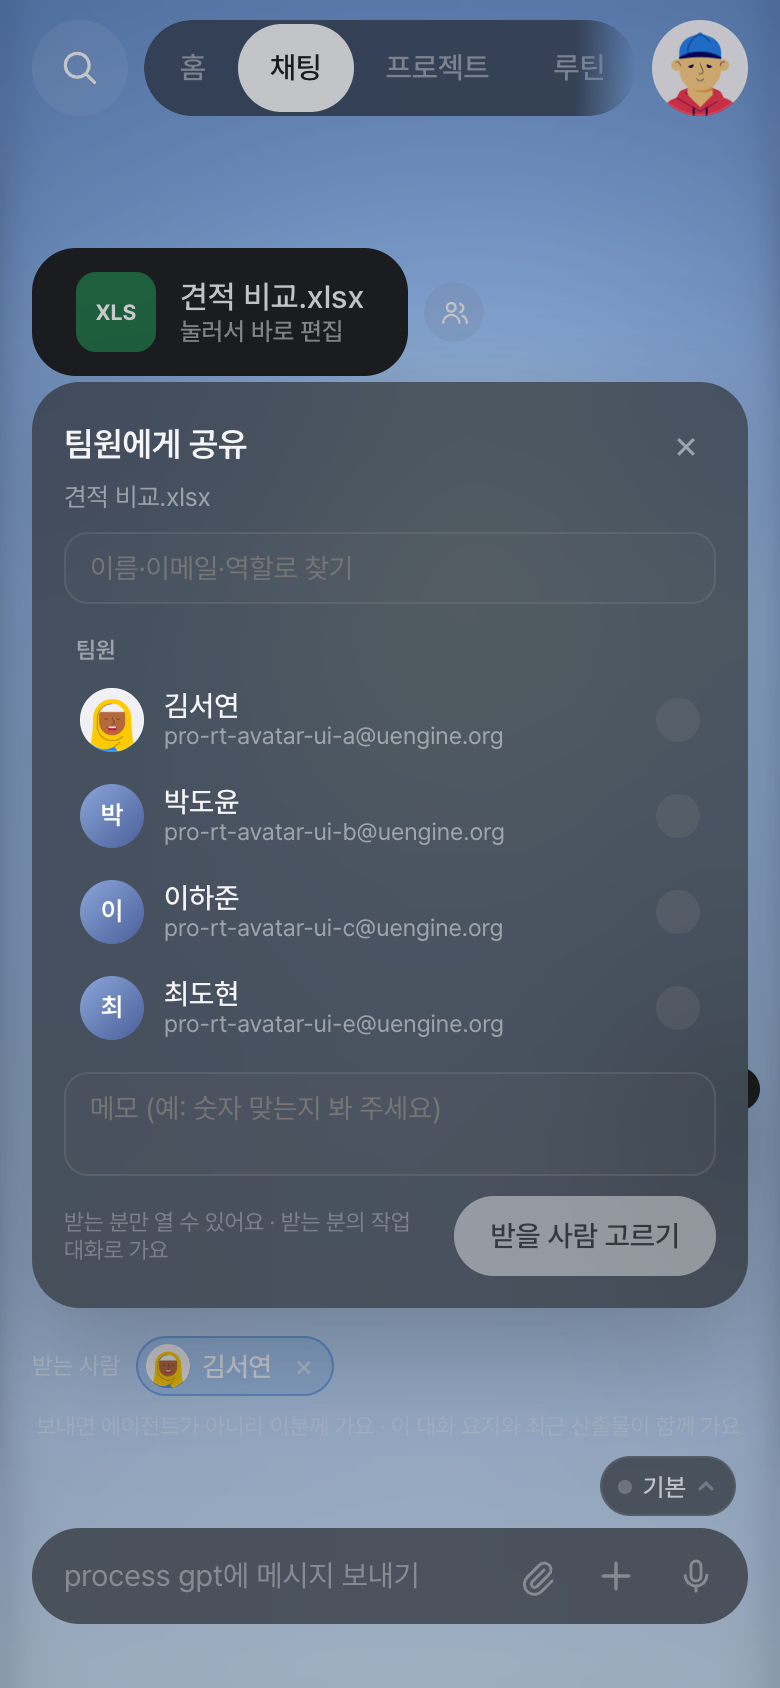 홈
채팅
프로젝트
루틴
XLS
견적 비교.xlsx
눌러서 바로 편집
팀원에게 공유
견적 비교.xlsx
이름·이메일·역할로 찾기
팀원
김서연
pro-rt-avatar-ui-a@uengine.org
박
박도윤
pro-rt-avatar-ui-b@uengine.org
이
이하준
pro-rt-avatar-ui-c@uengine.org
최
최도현
pro-rt-avatar-ui-e@uengine.org
메모 (예: 숫자 맞는지 봐 주세요)
받는 분만 열 수 있어요 · 받는 분의 작업
대화로 가요
받을 사람 고르기
받는 사람
김서연
보내면 에이전트가 아니라 이분께 가요 · 이 대화 요지와 최근 산출물이 함께 가요
기본
process gpt에 메시지 보내기